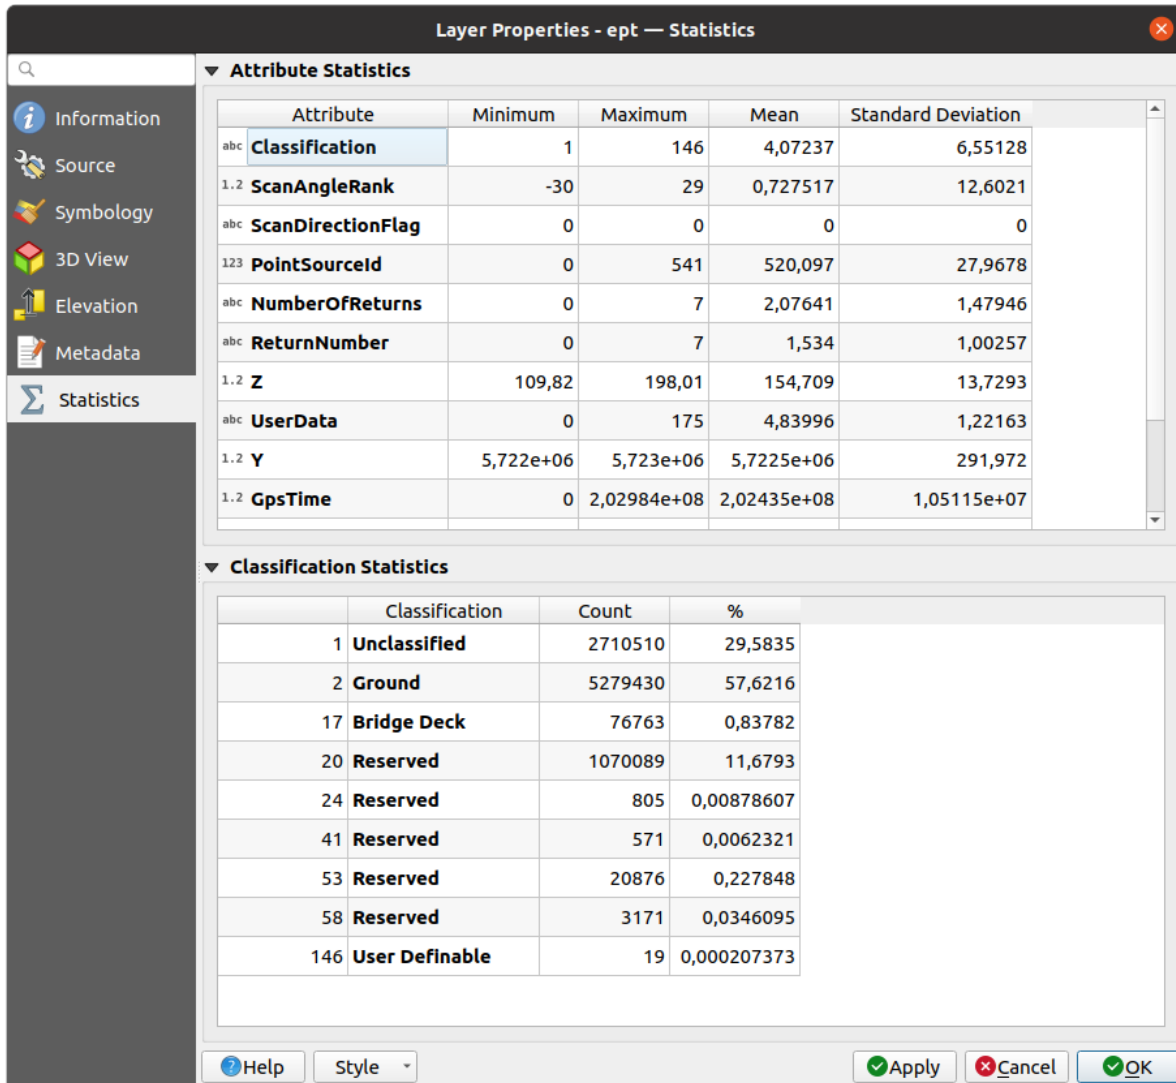 Layer Properties - ept — Statistics
Information
Source
Symbology
3D View
Elevation
Metadata
Statistics
Attribute Statistics
Attribute Minimum Maximum Mean Standard Deviation
abc Classification 1 146 4,07237 6,55128
1.2 ScanAngleRank -30 29 0,727517 12,6021
abc ScanDirectionFlag 0 0 0 0
123 PointSourceId 0 541 520,097 27,9678
abc NumberOfReturns 0 7 2,07641 1,47946
abc ReturnNumber 0 7 1,534 1,00257
1.2 Z 109,82 198,01 154,709 13,7293
abc UserData 0 175 4,83996 1,22163
1.2 Y 5,722e+06 5,723e+06 5,7225e+06 291,972
1.2 GpsTime 0 2,02984e+08 2,02435e+08 1,05115e+07
Classification Statistics
Classification Count %
1 Unclassified 2710510 29,5835
2 Ground 5279430 57,6216
17 Bridge Deck 76763 0,83782
20 Reserved 1070089 11,6793
24 Reserved 805 0,00878607
41 Reserved 571 0,0062321
53 Reserved 20876 0,227848
58 Reserved 3171 0,0346095
146 User Definable 19 0,000207373
Help Style Apply Cancel OK